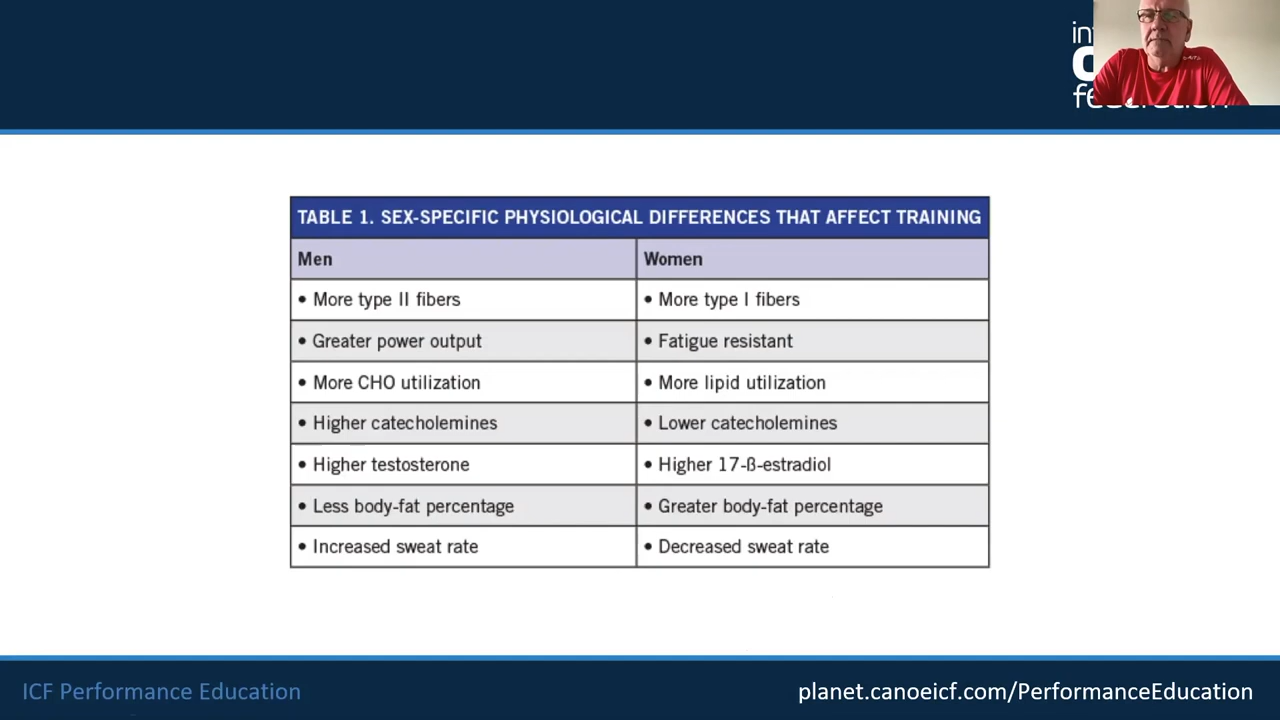 TABLE 1. SEX-SPECIFIC PHYSIOLOGICAL DIFFERENCES THAT AFFECT TRAINING
Men Women
• More type II fibers • More type I fibers
• Greater power output • Fatigue resistant
• More CHO utilization • More lipid utilization
• Higher catecholemines • Lower catecholemines
• Higher testosterone • Higher 17-ß-estradiol
• Less body-fat percentage • Greater body-fat percentage
• Increased sweat rate • Decreased sweat rate
ICF Performance Education planet.canoeicf.com/PerformanceEducation